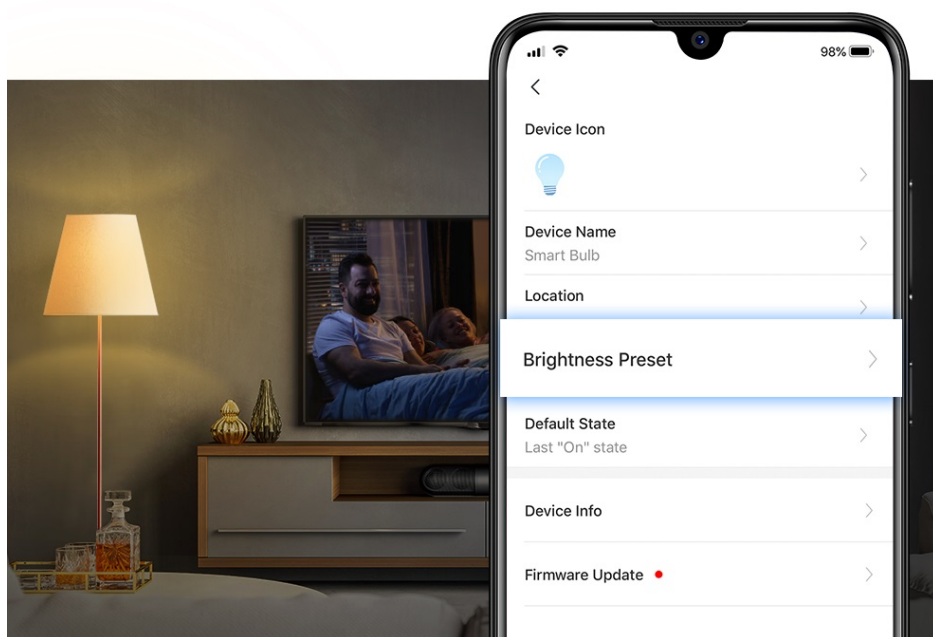 98%
Device Icon
Device Name
Smart Bulb
Location
Brightness Preset
Default State
Last "On" state
Device Info
Firmware Update